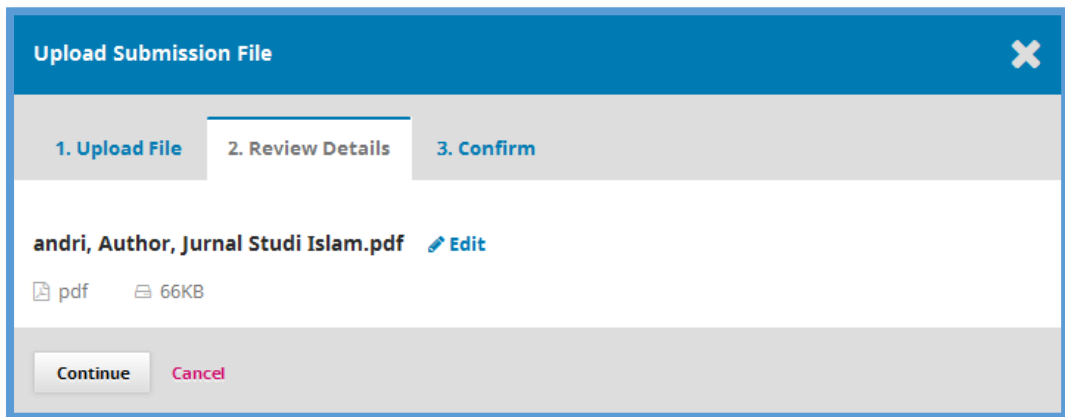 Upload Submission File
1. Upload File 2. Review Details 3. Confirm
andri, Author, Jurnal Studi Islam.pdf Edit
pdf 66KB
Continue Cancel